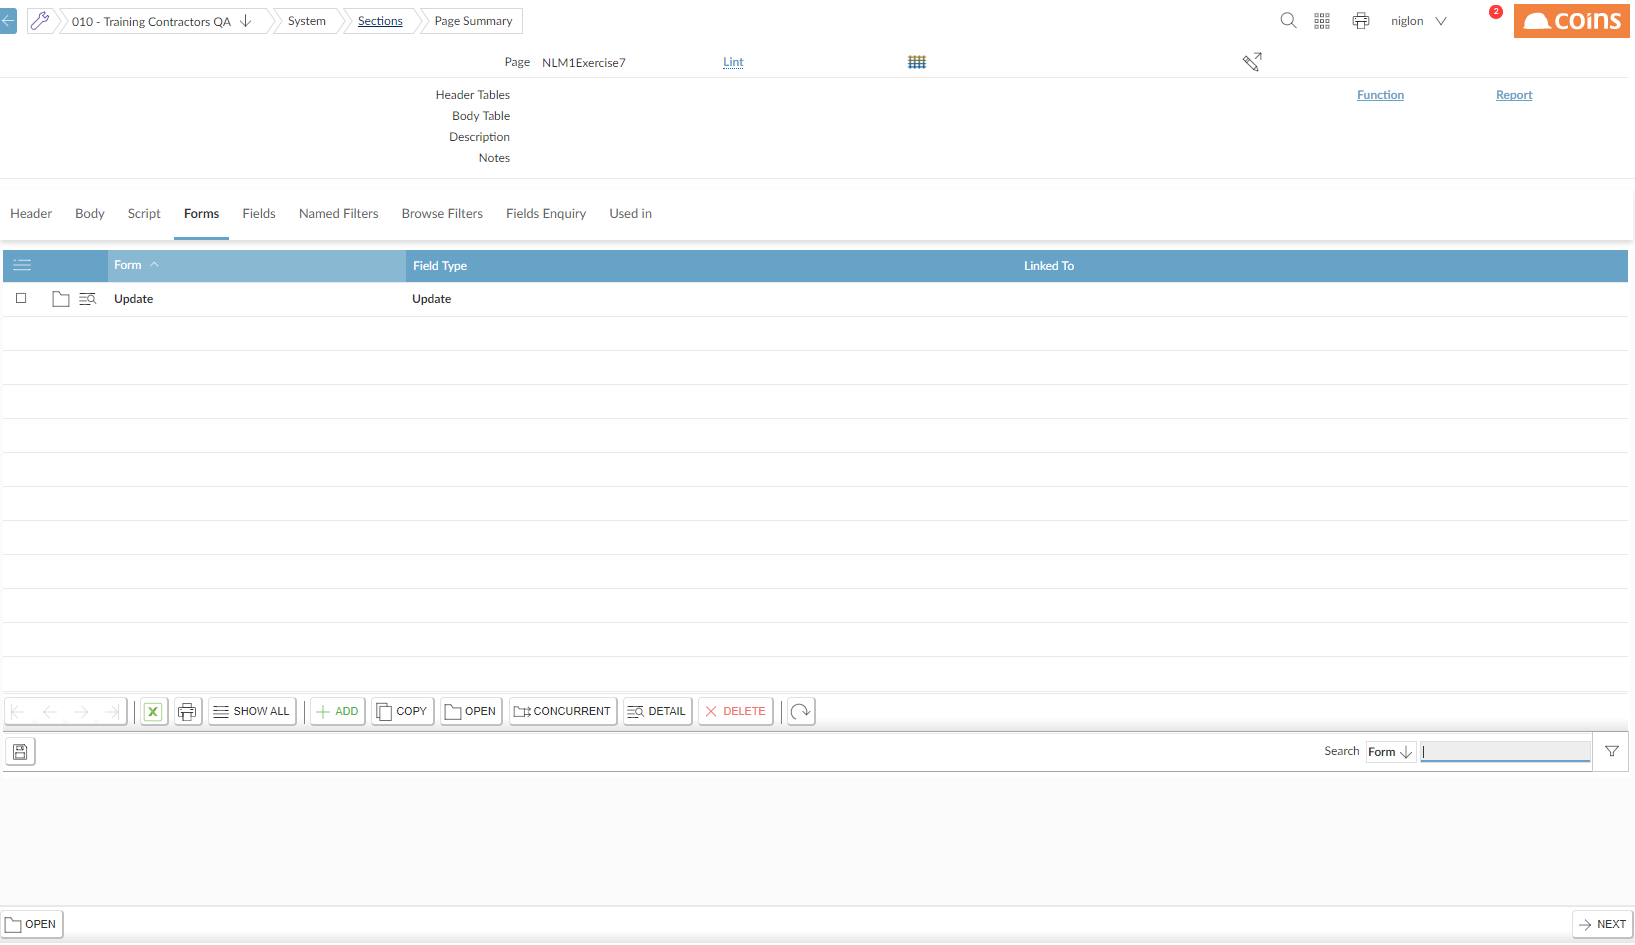 010 - Training Contractors QA System Sections Page Summary niglon 2 coins
Page NLM1Exercise7 Lint
Header Tables Function Report
Body Table
Description
Notes
Header Body Script Forms Fields Named Filters Browse Filters Fields Enquiry Used in
Form Field Type Linked To
Update Update
SHOW ALL ADD COPY OPEN CONCURRENT DETAIL DELETE
Search Form
OPEN NEXT